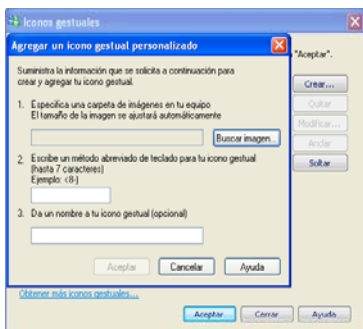 Iconos gestuales
Agregar un icono gestual personalizado
"Aceptar".
Suministra la información que se solicita a continuación para
crear y agregar tu icono gestual.
Crear...
Quitar
1. Especifica una carpeta de imágenes en tu equipo
El tamaño de la imagen se ajustará automáticamente
Modificar...
Buscar imagen...
Anclar
2. Escribe un método abreviado de teclado para tu icono gestual
Soltar
(hasta 7 caracteres)
Ejemplo: <8-)
3. Da un nombre a tu icono gestual (opcional)
Aceptar Cancelar Ayuda
Obtener más iconos gestuales...
Aceptar Cerrar Ayuda